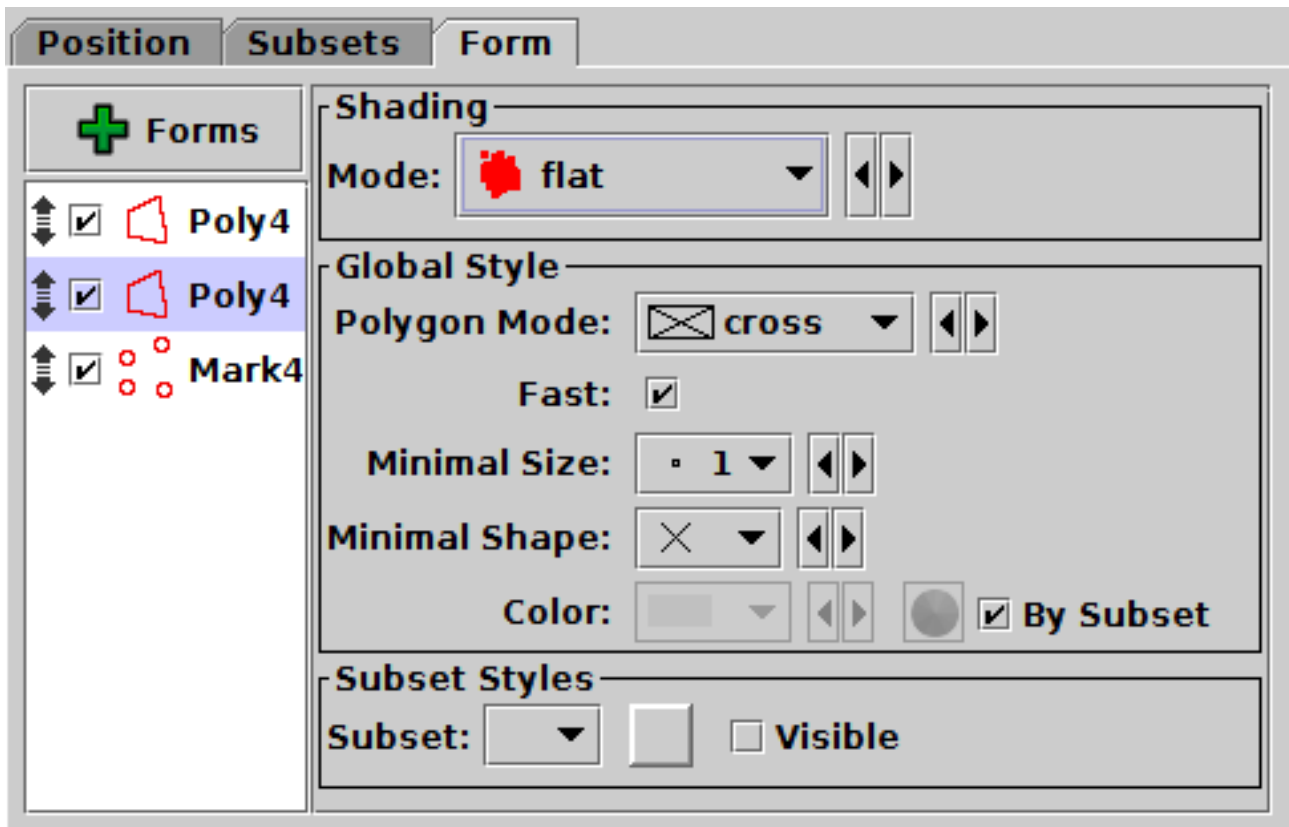 Position Subsets Form
Forms
Poly4
Poly4
Mark4
Shading
Mode: flat
Global Style
Polygon Mode: cross
Fast:
Minimal Size: 1
Minimal Shape:
Color: By Subset
Subset Styles
Subset: Visible